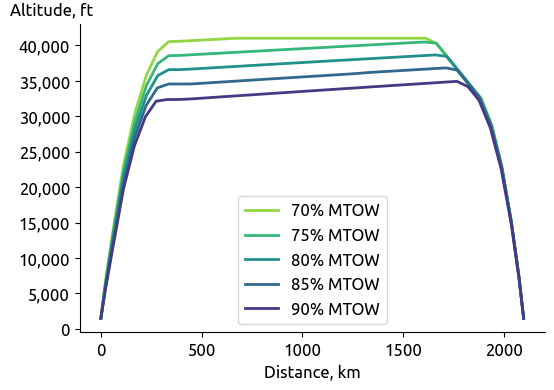 Altitude, ft
40,000
35,000
30,000
25,000
20,000
15,000
10,000
5,000
0
70% MTOW
75% MTOW
80% MTOW
85% MTOW
90% MTOW
0 500 1000 1500 2000
Distance, km